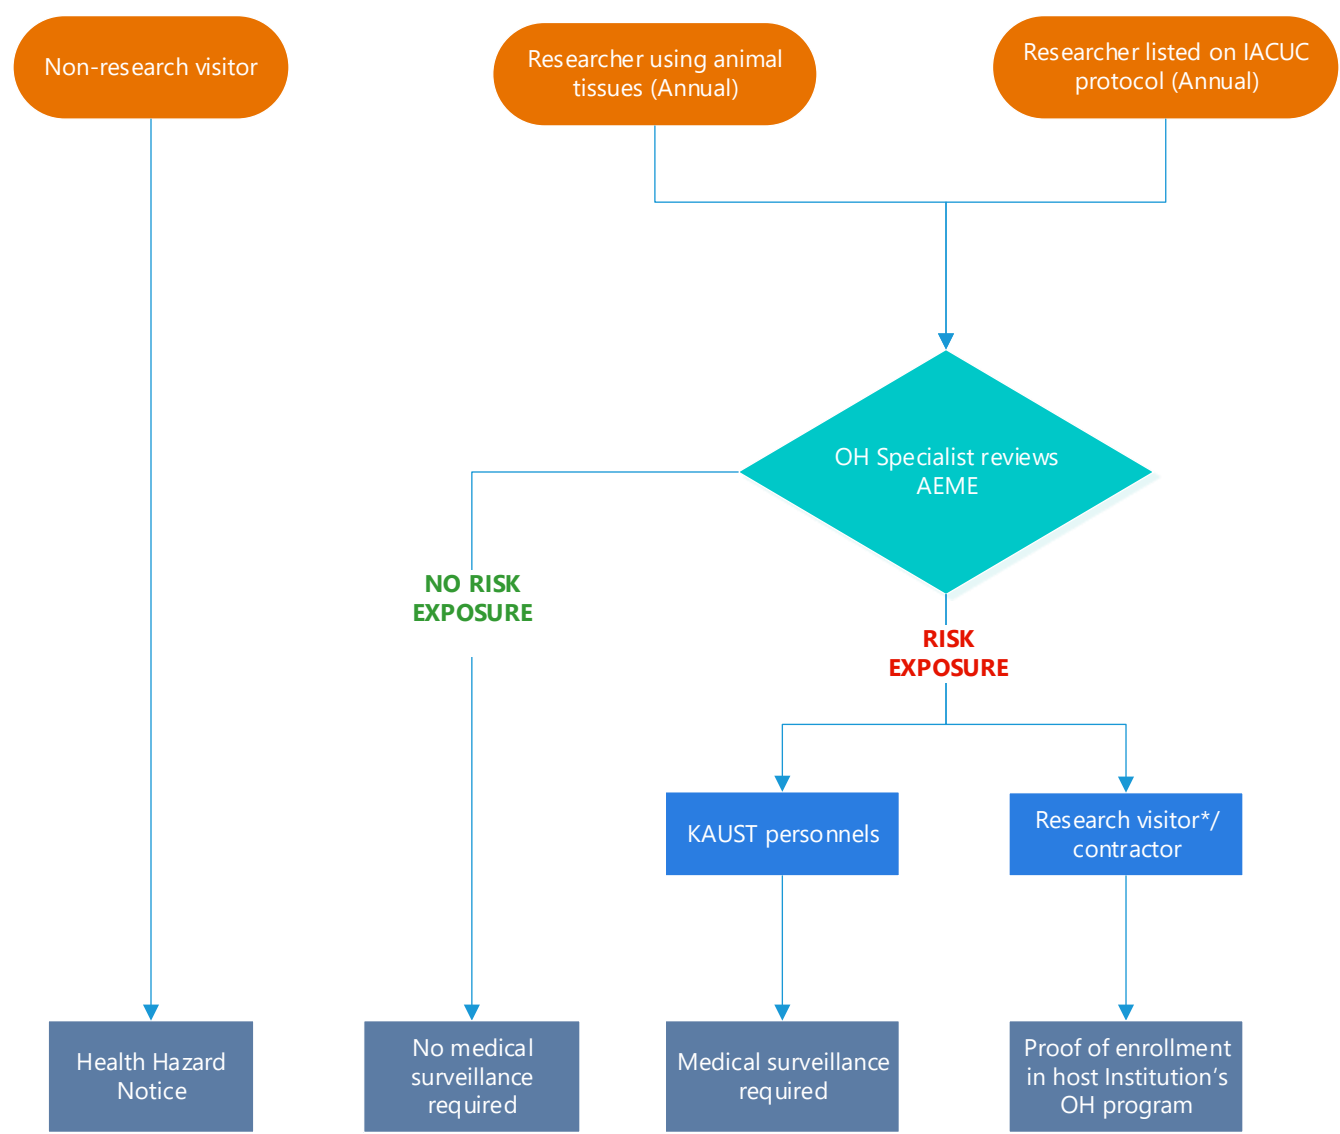 Non-research visitor
Researcher using animal
tissues (Annual)
Researcher listed on IACUC
protocol (Annual)
OH Specialist reviews
AEME
NO RISK
EXPOSURE
RISK
EXPOSURE
KAUST personnels
Research visitor*/
contractor
Health Hazard
Notice
No medical
surveillance
required
Medical surveillance
required
Proof of enrollment
in host Institution’s
OH program